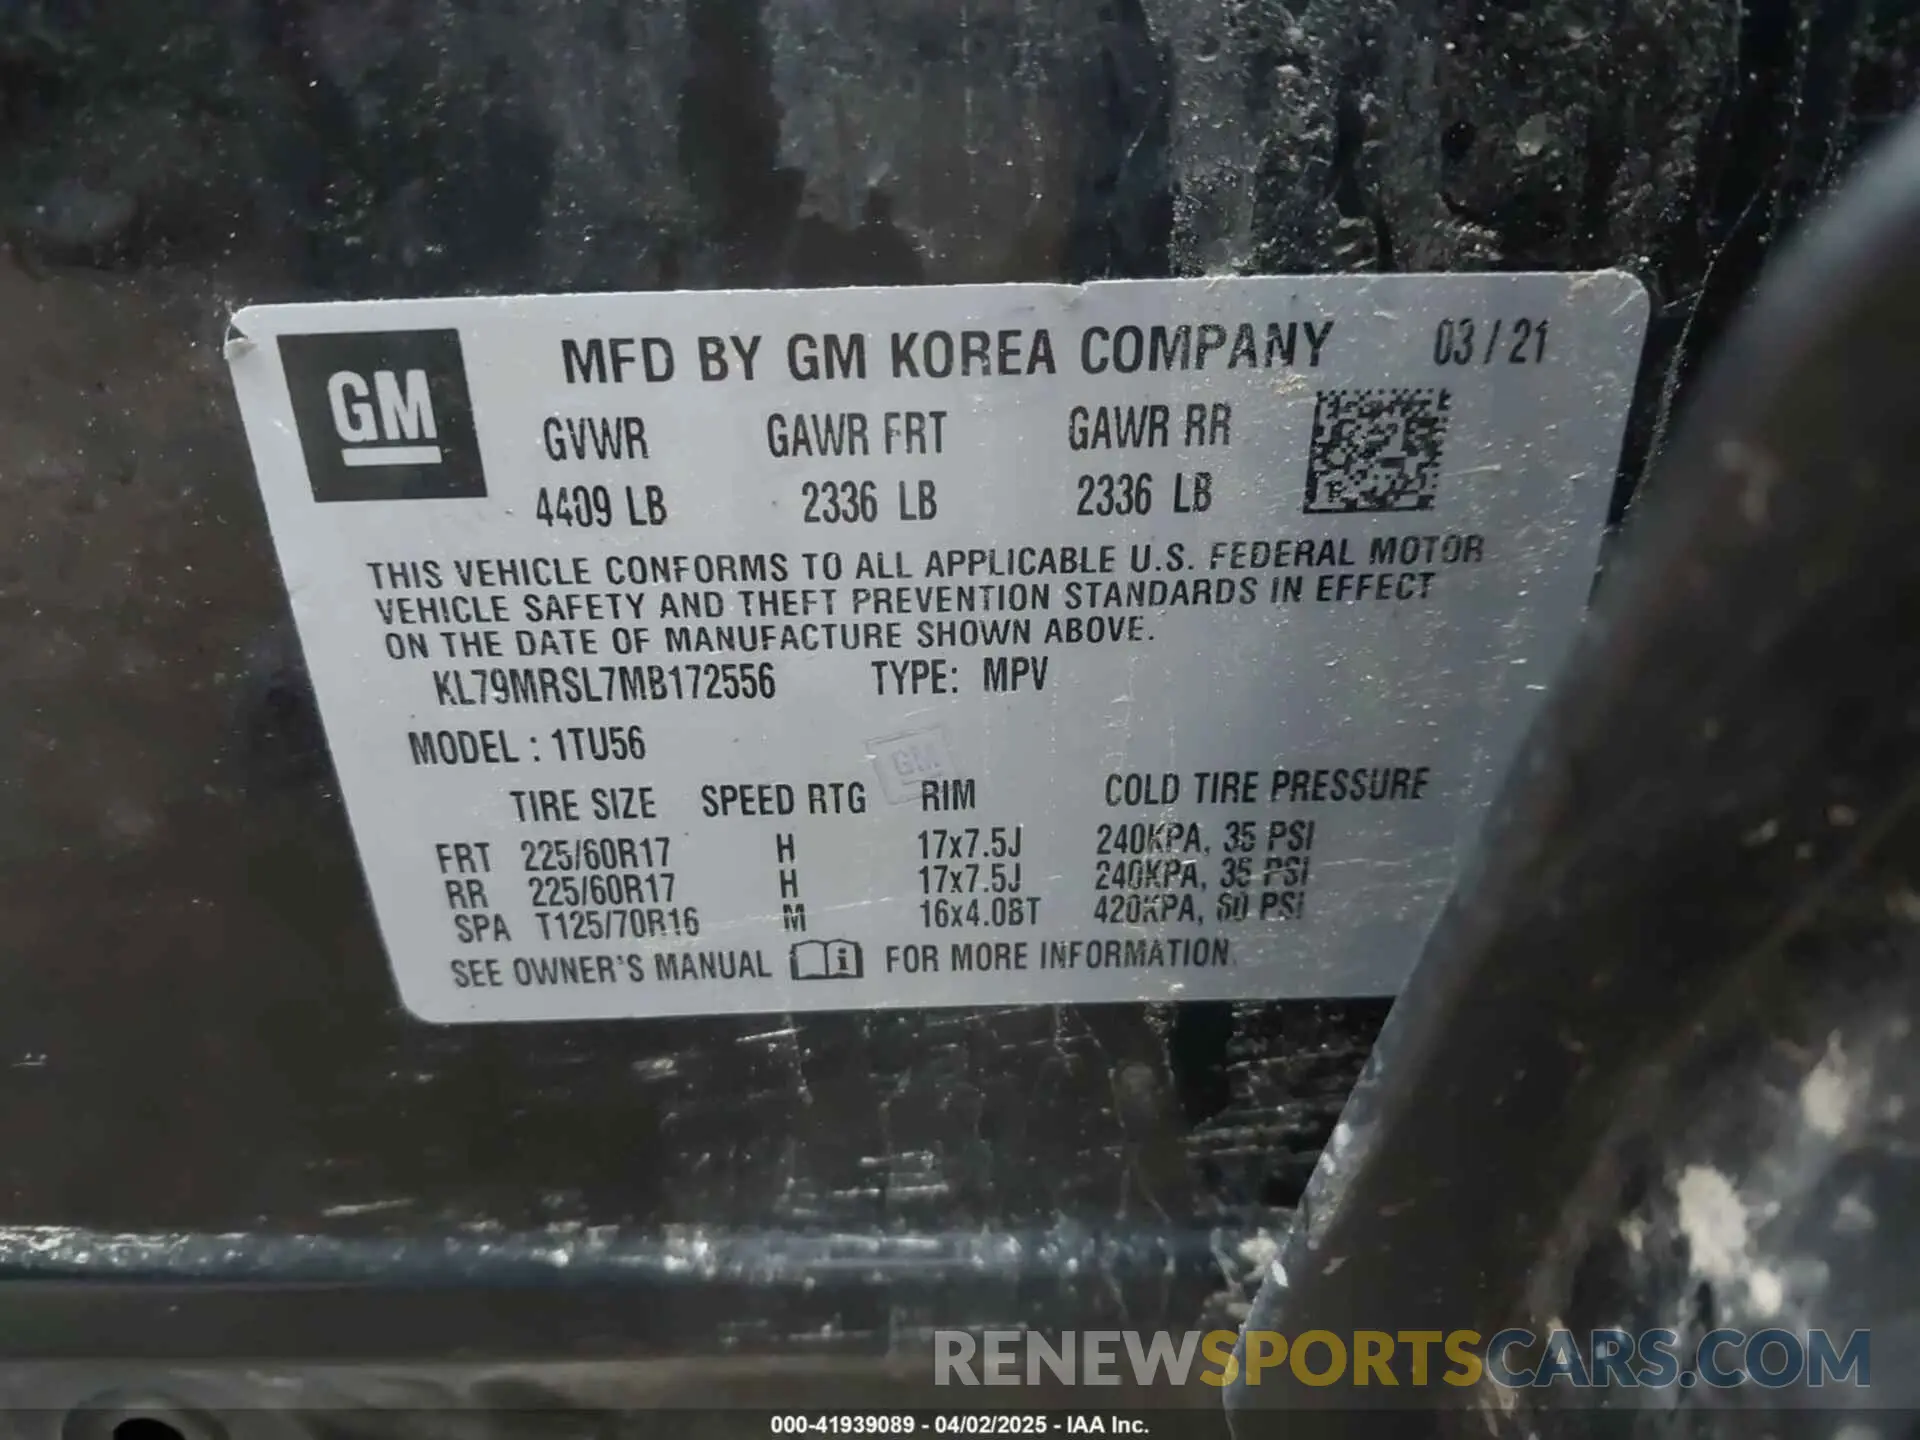 GM MFD BY GM KOREA COMPANY 03/21
GVWR GAWR FRT GAWR RR
4409 LB 2336 LB 2336 LB
THIS VEHICLE CONFORMS TO ALL APPLICABLE U.S. FEDERAL MOTOR
VEHICLE SAFETY AND THEFT PREVENTION STANDARDS IN EFFECT
ON THE DATE OF MANUFACTURE SHOWN ABOVE.
KL79MRSL7MB172556 TYPE: MPV
MODEL : 1TU56
GM
TIRE SIZE SPEED RTG RIM COLD TIRE PRESSURE
FRT 225/60R17 H 17x7.5J 240KPA, 35 PSI
RR 225/60R17 H 17x7.5J 240KPA, 35 PSI
SPA T125/70R16 M 16x4.0BT 420KPA, 60 PSI
SEE OWNER'S MANUAL i FOR MORE INFORMATION.
RENEWSPORTSCARS.COM
000-41939089 - 04/02/2025 - IAA Inc.